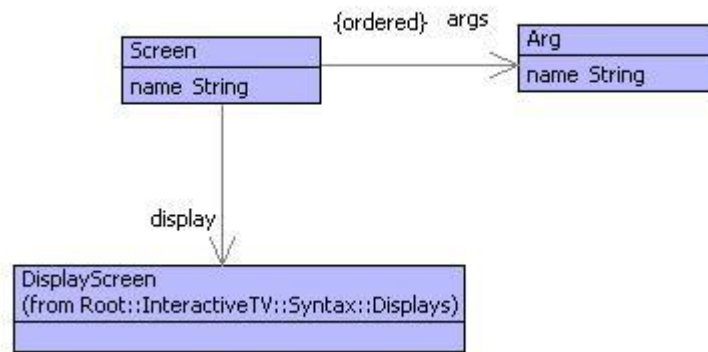 {ordered} args
Screen
name String
Arg
name String
display
DisplayScreen
(from Root::InteractiveTV::Syntax::Displays)